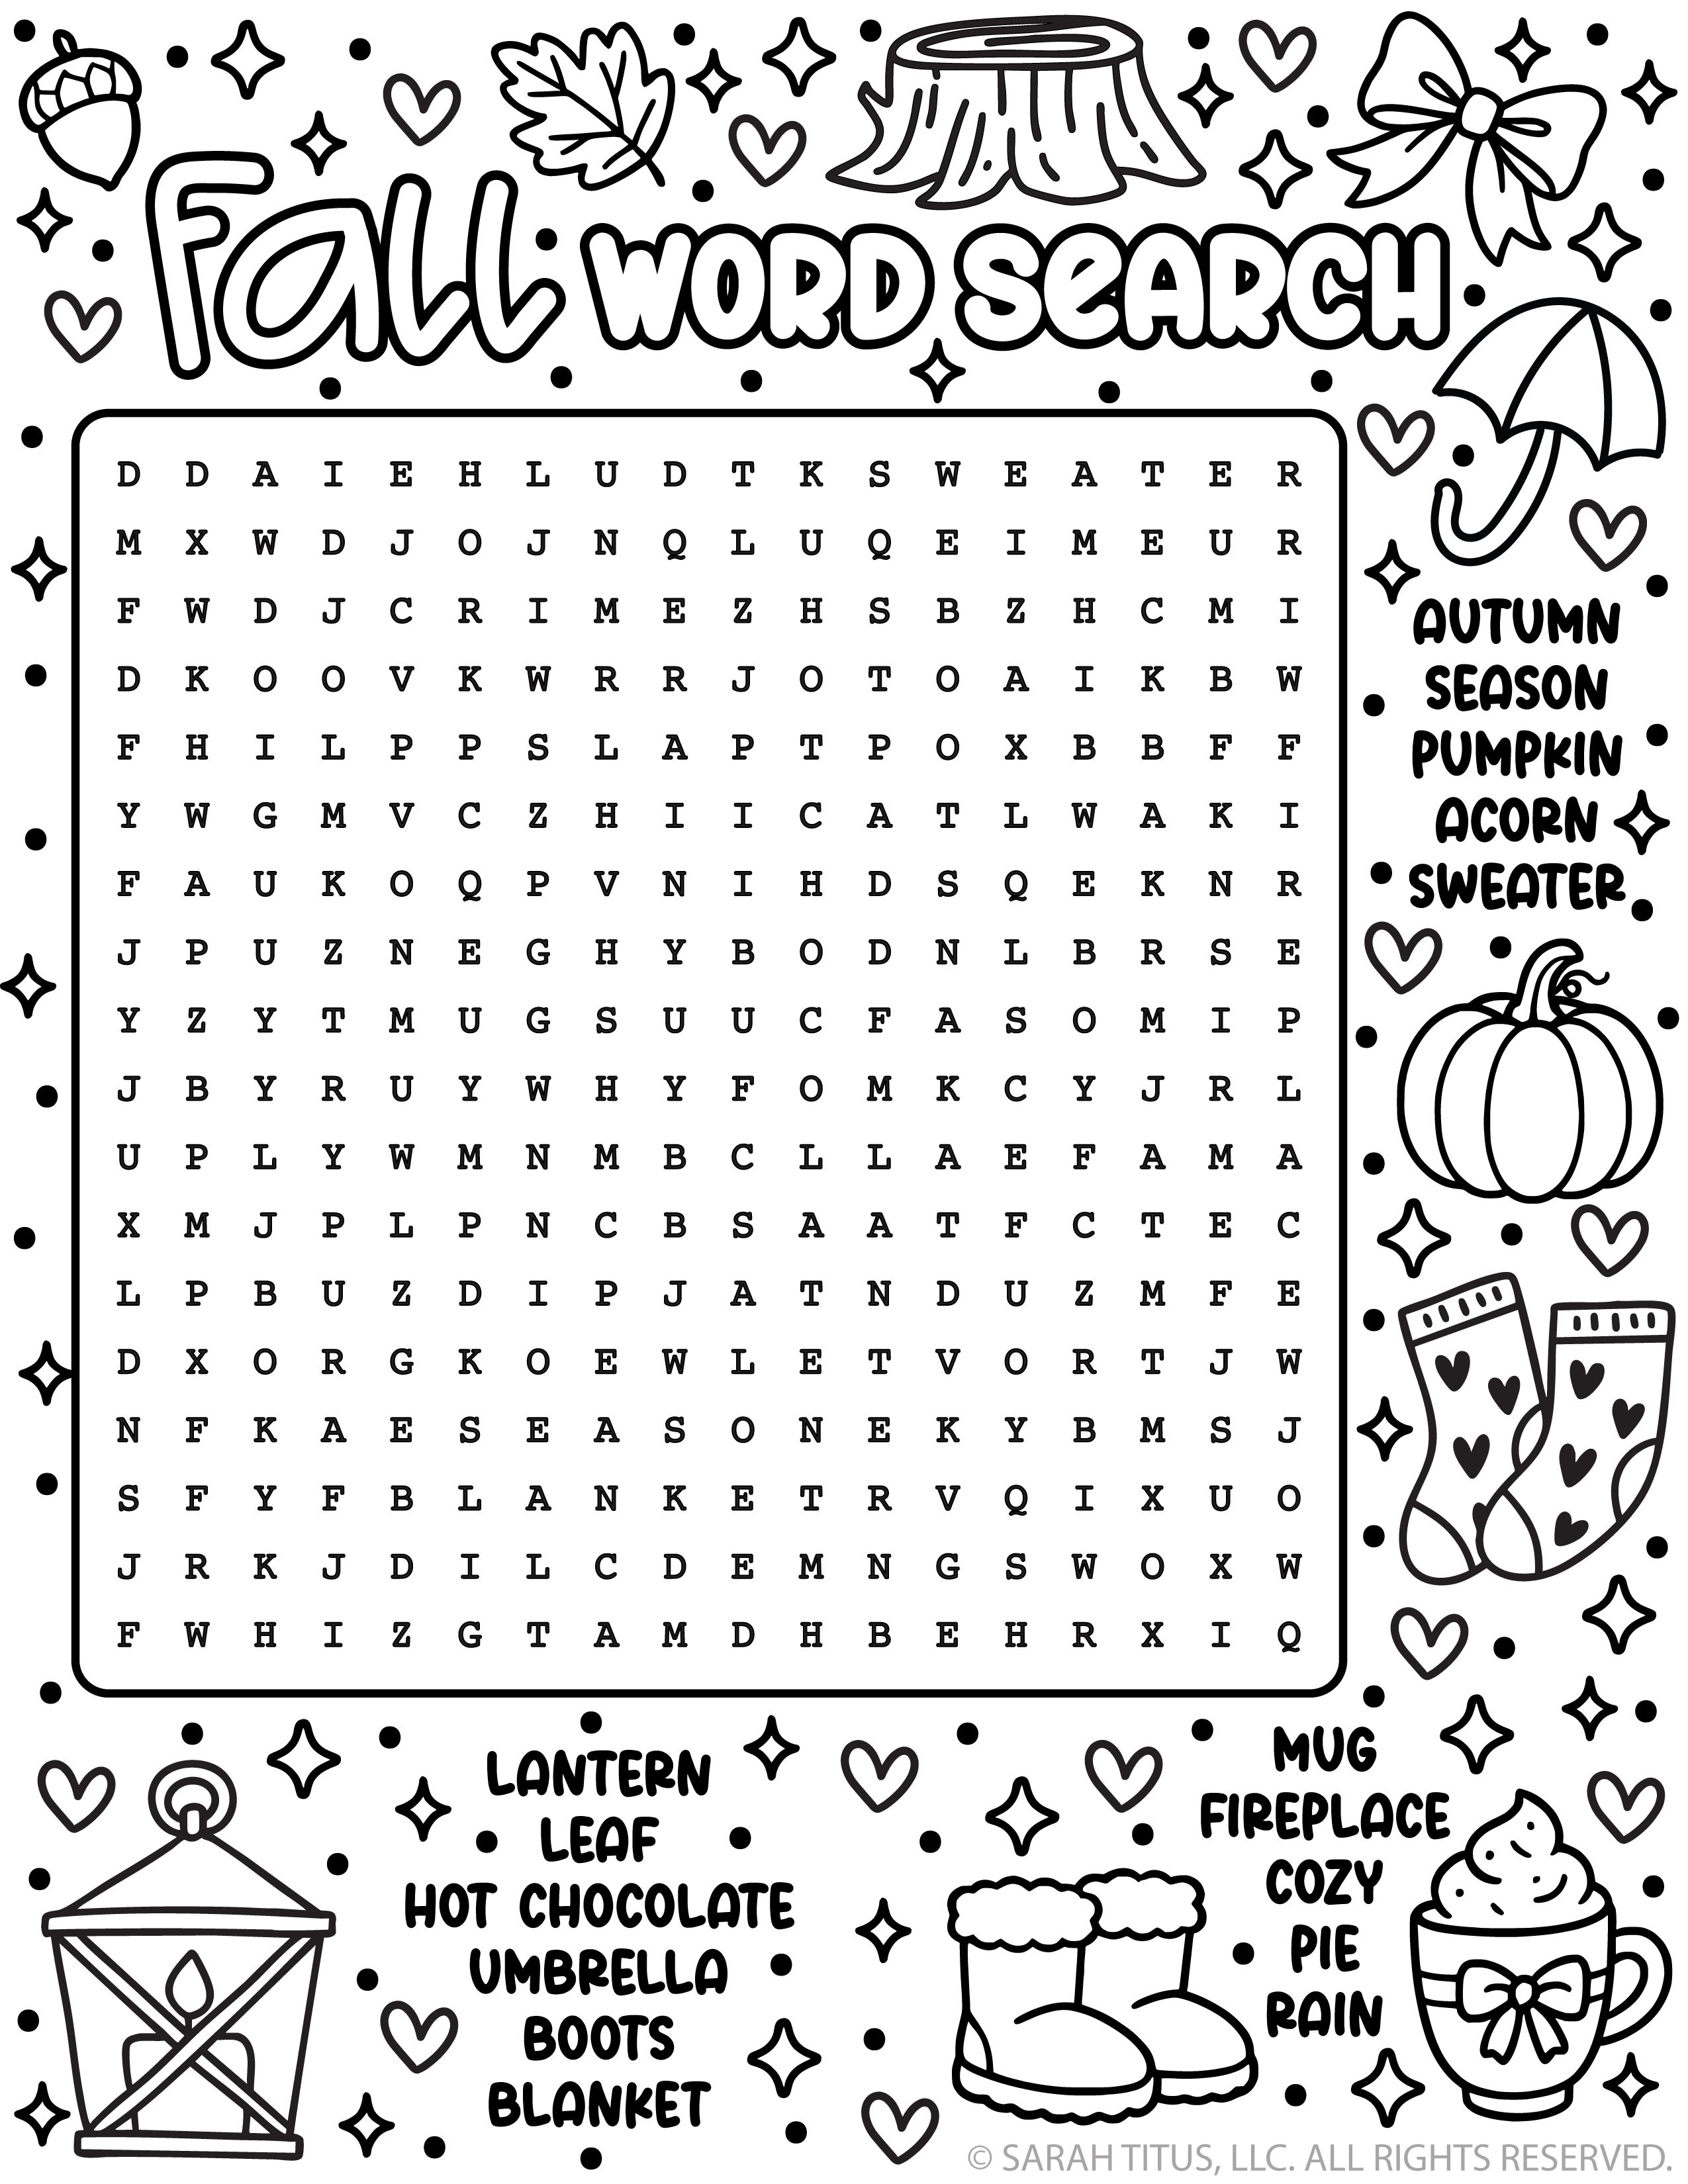 Fall WORD SeARCH
D D A I E H L U D T K S W E A T E R
M X W D J O J N Q L U Q E I M E U R
F W D J C R I M E Z H S B Z H C M I
D K O O V K W R R J O T O A I K B W
F H I L P P S L A P T P O X B B F F
Y W G M V C Z H I I C A T L W A K I
F A U K O Q P V N I H D S Q E K N R
J P U Z N E G H Y B O D N L B R S E
Y Z Y T M U G S U U C F A S O M I P
J B Y R U Y W H Y F O M K C Y J R L
U P L Y W M N M B C L L A E F A M A
X M J P L P N C B S A A T F C T E C
L P B U Z D I P J A T N D U Z M F E
D X O R G K O E W L E T V O R T J W
N F K A E S E A S O N E K Y B M S J
S F Y F B L A N K E T R V Q I X U O
J R K J D I L C D E M N G S W O X W
F W H I Z G T A M D H B E H R X I Q
AUTUMN
SEASON
PUMPKIN
ACORN
SWEATER
LANTERN
LEAF
HOT CHOCOLATE
UMBRELLA
BOOTS
BLANKET
MUG
FIREPLACE
COZY
PIE
RAIN
© SARAH TITUS, LLC. ALL RIGHTS RESERVED.